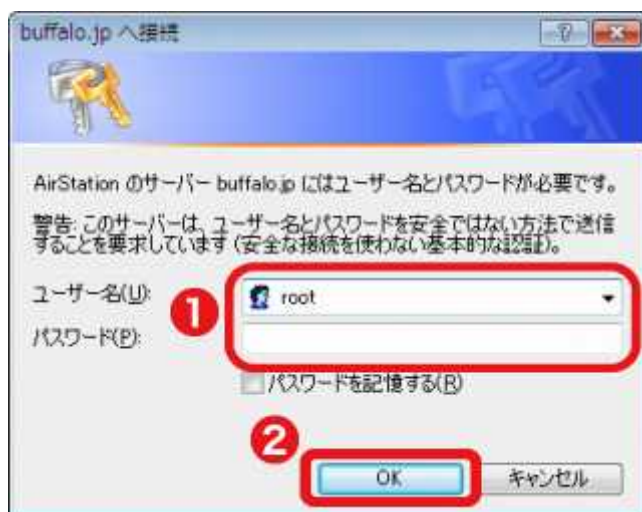 buffalo.jp へ接続
AirStation のサーバー buffalo.jp にはユーザー名とパスワードが必要です。
警告: このサーバーは、ユーザー名とパスワードを安全ではない方法で送信
することを要求しています (安全な接続を使わない基本的な認証)。
ユーザー名(U):
1
root
パスワード(P):
パスワードを記憶する(R)
2
OK
キャンセル